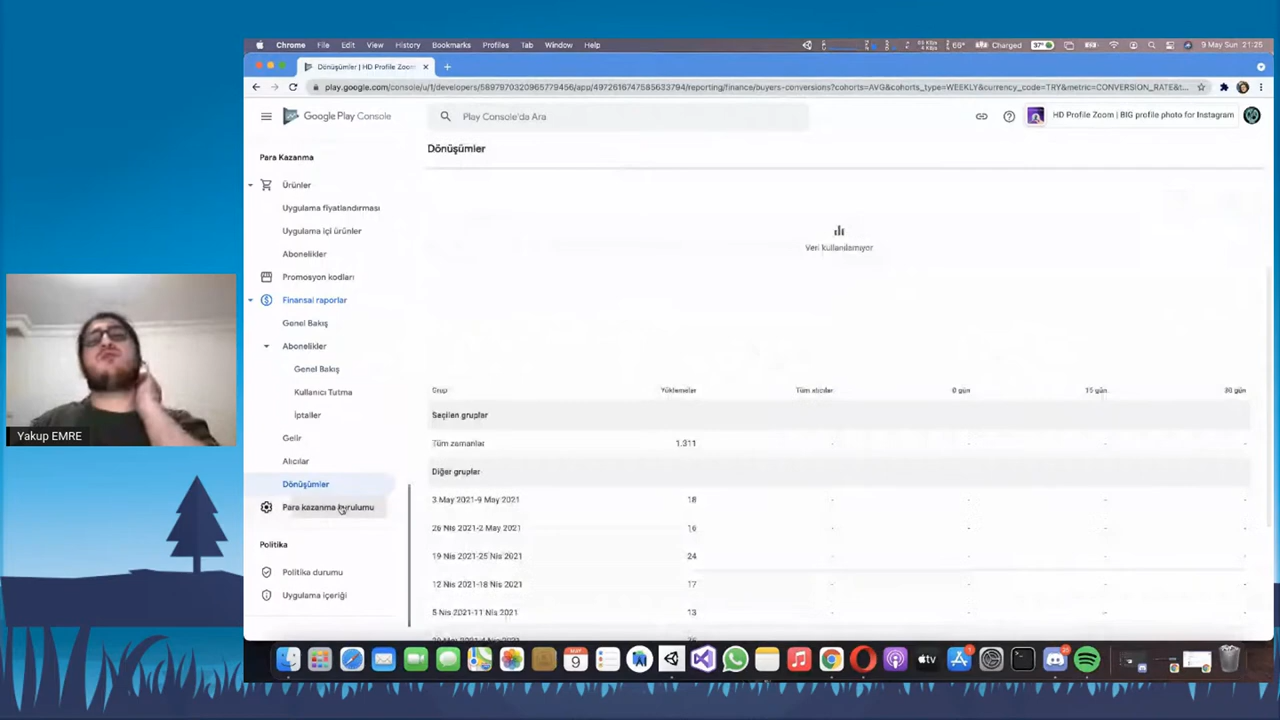 Chrome File Edit View History Bookmarks Profiles Tab Window Help
Charged
9 May Sun 21:25
Dönüşümler | HD Profile Zoom
play.google.com/console/u/1/developers/5897970320965779456/app/4972616747585633794/reporting/finance/buyers-conversions?cohorts=AVG&cohorts_type=WEEKLY&currency_code=TRY&metric=CONVERSION_RATE&t...
Google Play Console
Play Console'da Ara
HD Profile Zoom | BIG profile photo for Instagram
Para Kazanma
Ürünler
Uygulama fiyatlandırması
Uygulama içi ürünler
Abonelikler
Promosyon kodları
Finansal raporlar
Genel Bakış
Abonelikler
Genel Bakış
Kullanıcı Tutma
İptaller
Gelir
Alıcılar
Dönüşümler
Para kazanma kurulumu
Politika
Politika durumu
Uygulama içeriği
Dönüşümler
Veri kullanılamıyor
Grup Yüklemeler Tüm alıcılar 0 gün 15 gün 30 gün
Seçilen gruplar
Tüm zamanlar 1.311 - - - -
Diğer gruplar
3 May 2021-9 May 2021 18 - - - -
26 Nis 2021-2 May 2021 16 - - - -
19 Nis 2021-25 Nis 2021 24 - - - -
12 Nis 2021-18 Nis 2021 17 - - - -
5 Nis 2021-11 Nis 2021 13 - - - -
Yakup EMRE
MAY
9